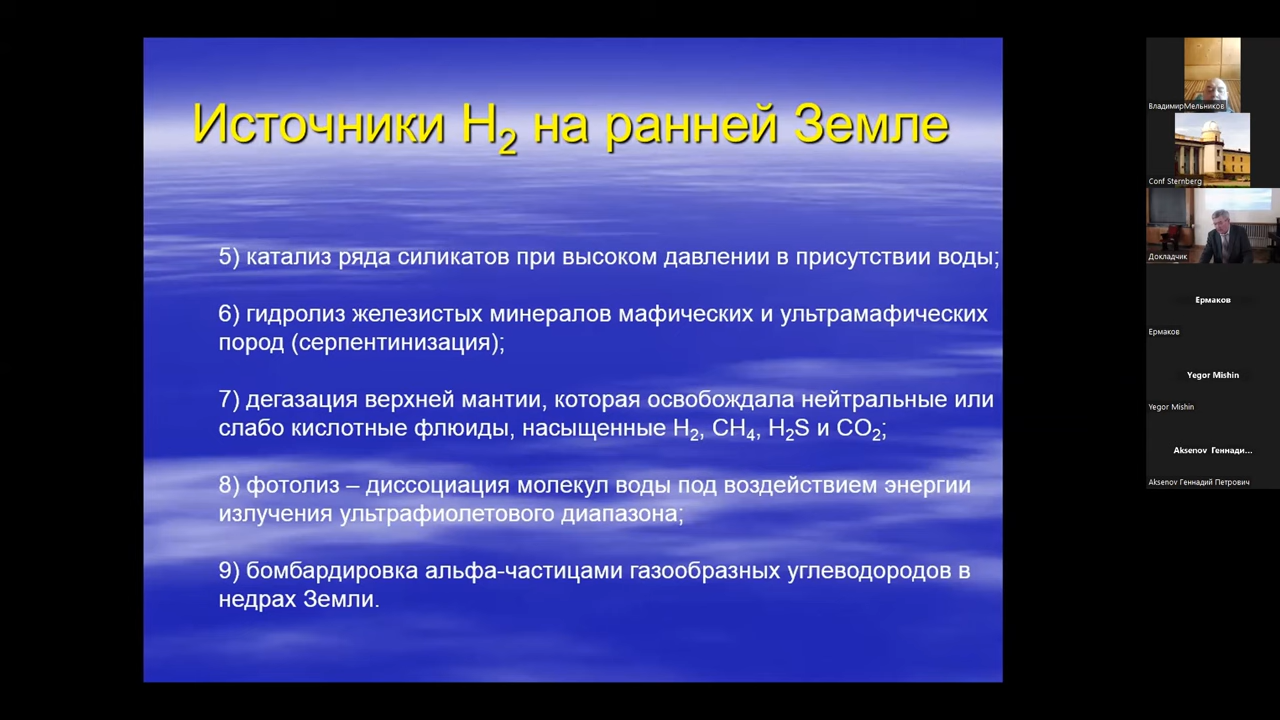 Источники H₂ на ранней Земле
5) катализ ряда силикатов при высоком давлении в присутствии воды;
6) гидролиз железистых минералов мафических и ультрамафических
пород (серпентинизация);
7) дегазация верхней мантии, которая освобождала нейтральные или
слабо кислотные флюиды, насыщенные H₂, CH₄, H₂S и CO₂;
8) фотолиз – диссоциация молекул воды под воздействием энергии
излучения ультрафиолетового диапазона;
9) бомбардировка альфа-частицами газообразных углеводородов в
недрах Земли.
ВладимирМельников
Conf Sternberg
Докладчик
Ермаков
Ермаков
Yegor Mishin
Yegor Mishin
Aksenov Геннади...
Aksenov Геннадий Петрович